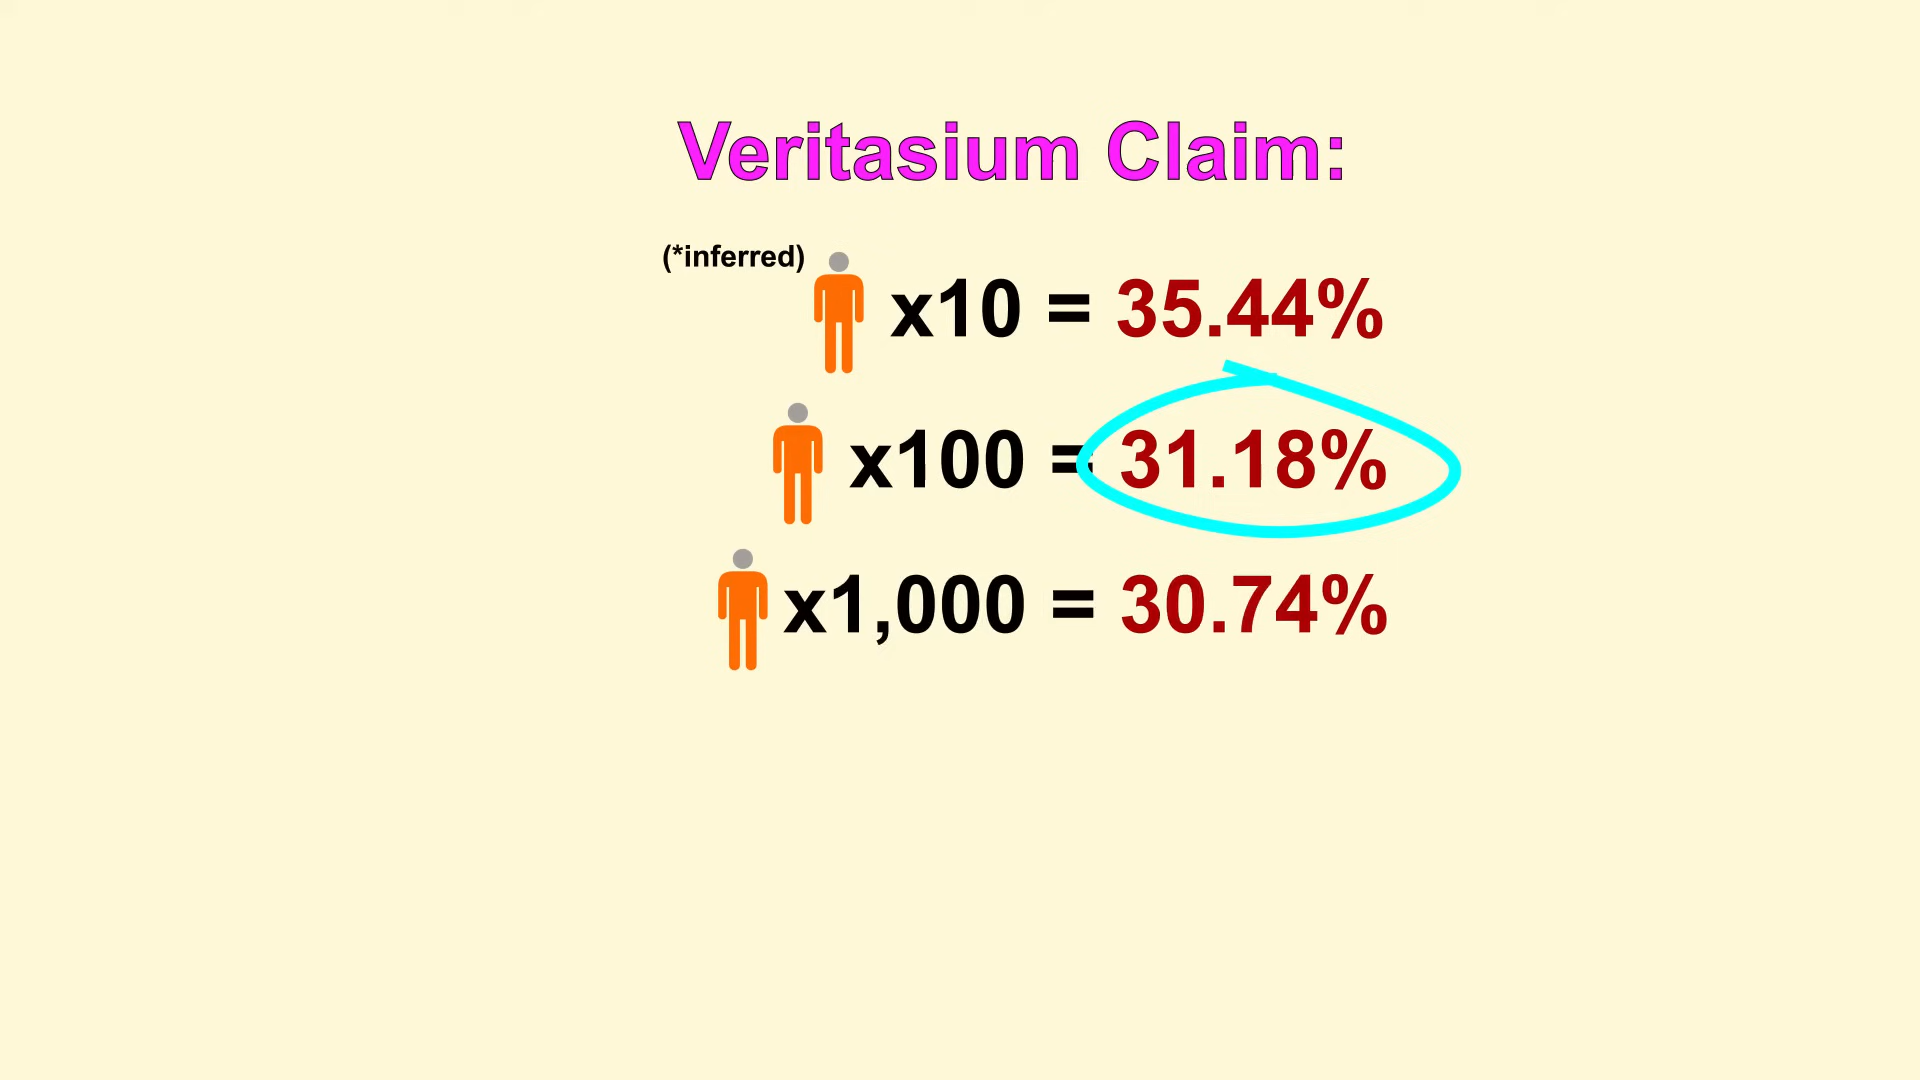 Veritasium Claim:
(*inferred)
x10 = 35.44%
x100 = 31.18%
x1,000 = 30.74%